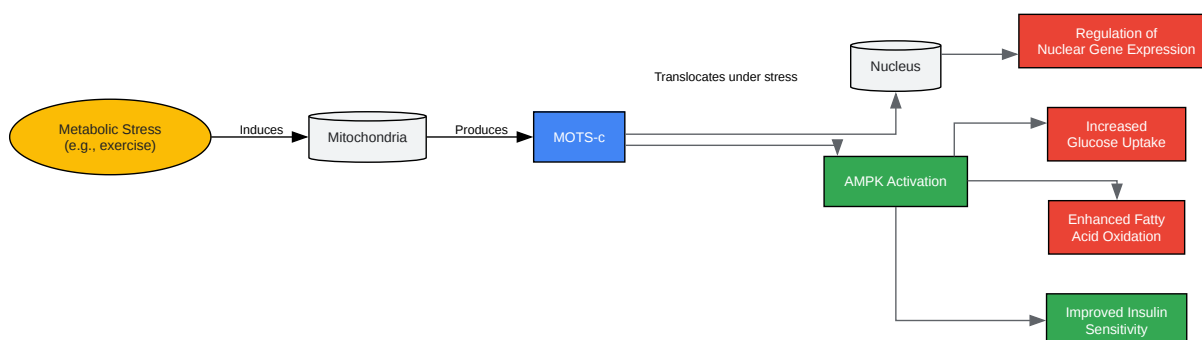 Metabolic Stress
(e.g., exercise)
Induces
Mitochondria
Produces
MOTS-c
Translocates under stress
Nucleus
Regulation of
Nuclear Gene Expression
AMPK Activation
Increased
Glucose Uptake
Enhanced Fatty
Acid Oxidation
Improved Insulin
Sensitivity